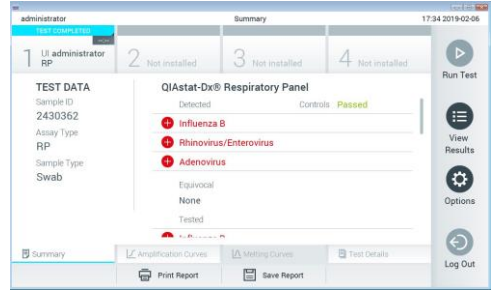 administrator Summary 17:34 2019-02-06
TEST COMPLETED
1 UI administrator
RP
2 Not installed
3 Not installed
4 Not installed
Run Test
TEST DATA
Sample ID
2430362
Assay Type
RP
Sample Type
Swab
QIAstat-Dx® Respiratory Panel
Detected Controls Passed
Influenza B
Rhinovirus/Enterovirus
Adenovirus
Equivocal
None
Tested
View
Results
Options
Log Out
Summary
Amplification Curves
Melting Curves
Test Details
Print Report
Save Report